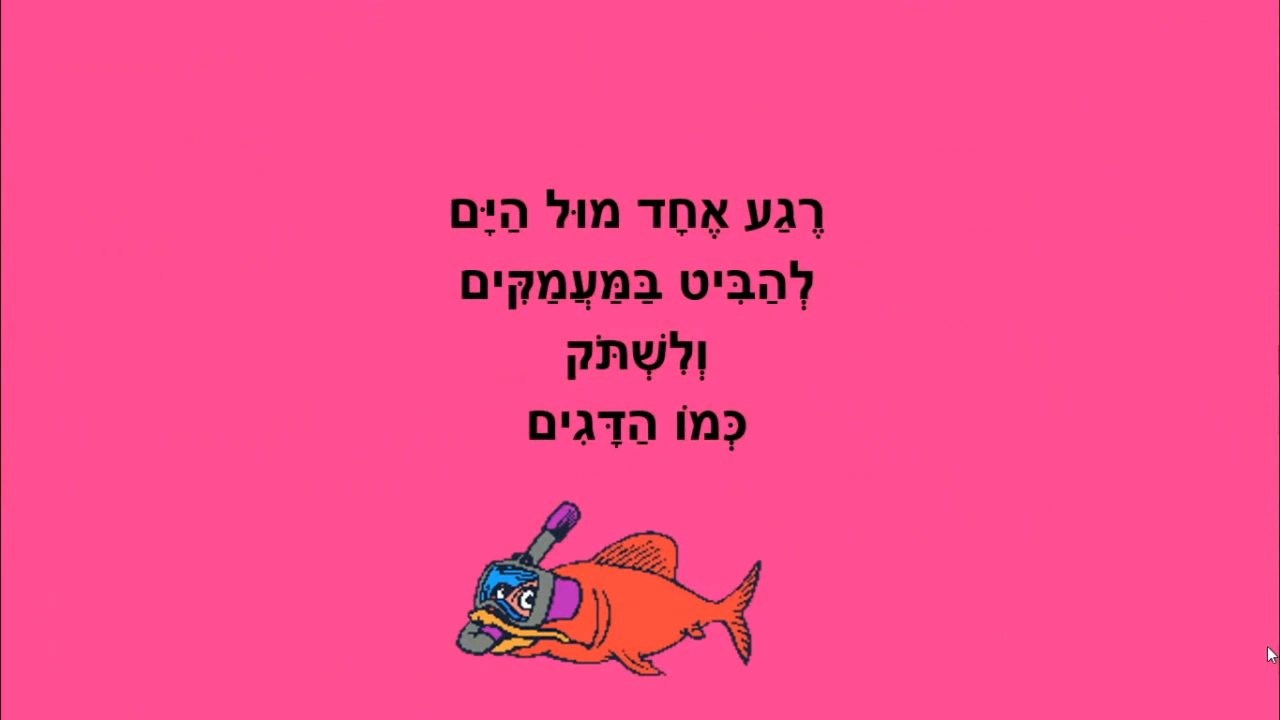 רֶגַע אֶחָד מוּל הַיָּם
לְהַבִּיט בַּמַּעֲמַקִּים
וְלִשְׁתֹּק
כְּמוֹ הַדָּגִים